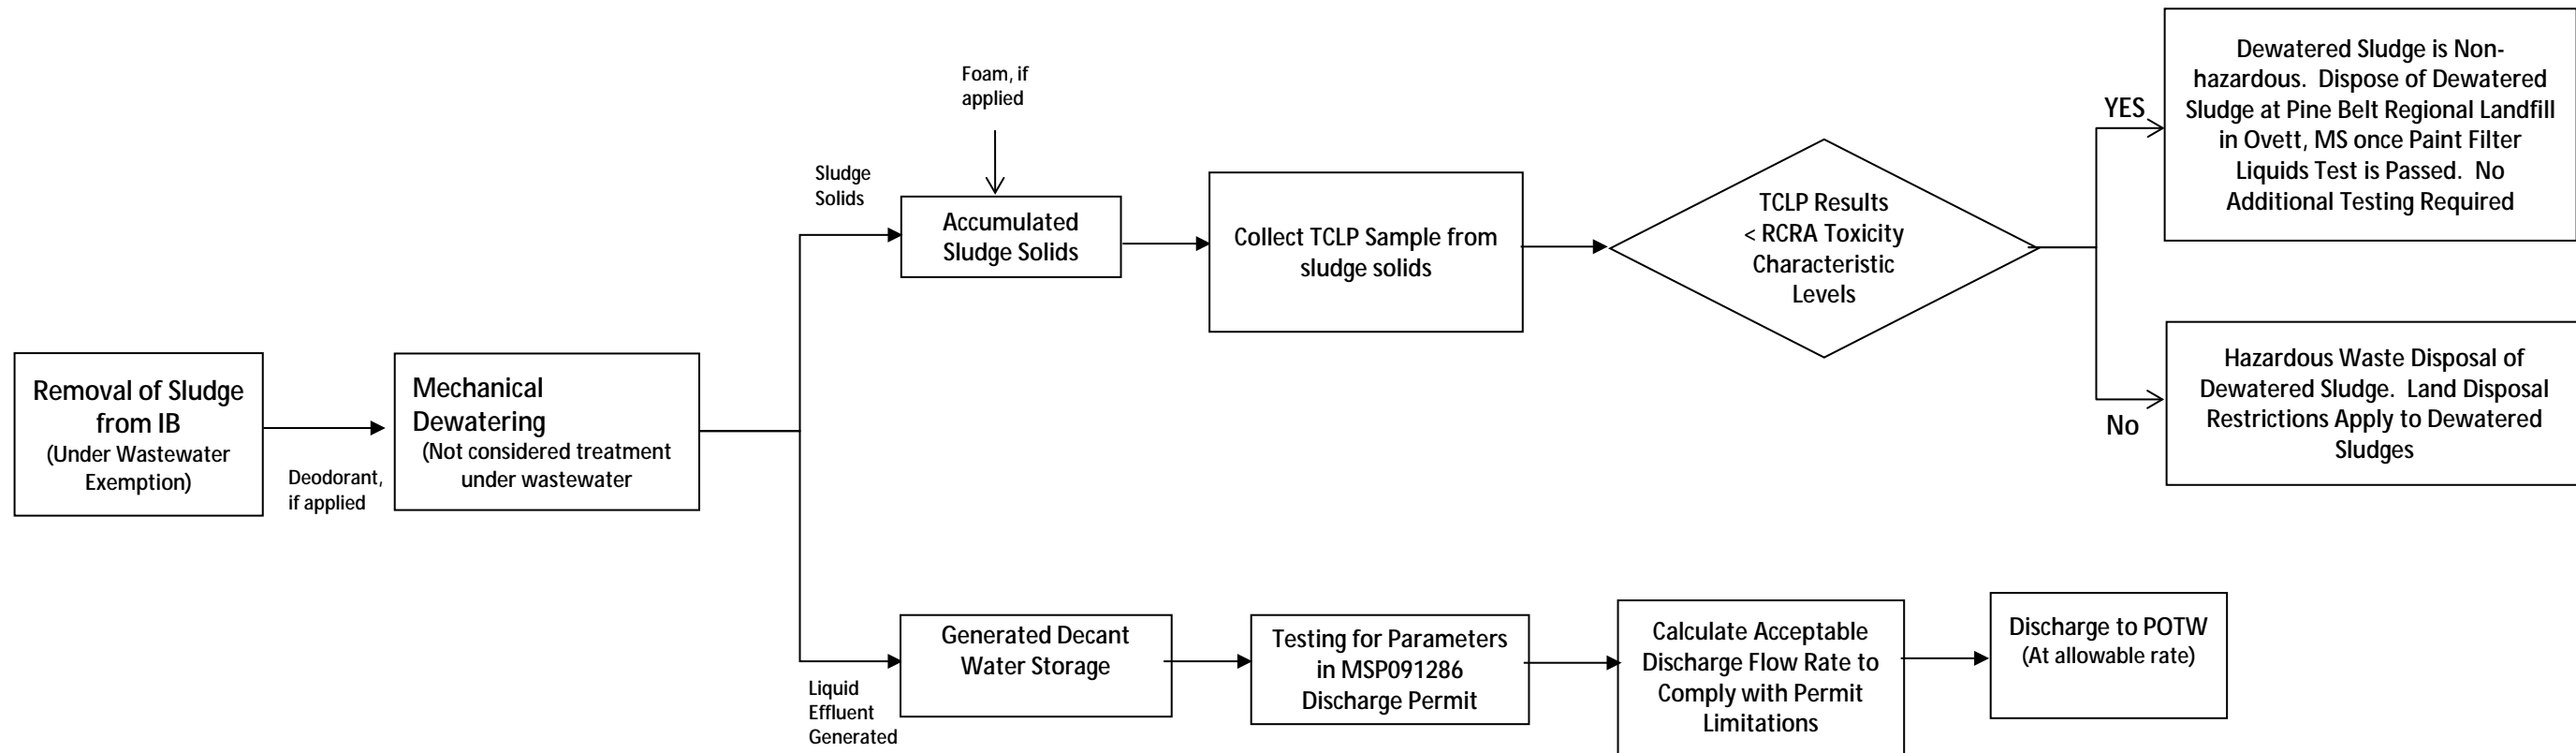 Removal of Sludge
from IB
(Under Wastewater
Exemption)
Deodorant,
if applied
Mechanical
Dewatering
(Not considered treatment
under wastewater
Sludge
Solids
Foam, if
applied
Accumulated
Sludge Solids
Collect TCLP Sample from
sludge solids
TCLP Results
< RCRA Toxicity
Characteristic
Levels
YES
Dewatered Sludge is Non-
hazardous.  Dispose of Dewatered
Sludge at Pine Belt Regional Landfill
in Ovett, MS once Paint Filter
Liquids Test is Passed.  No
Additional Testing Required
No
Hazardous Waste Disposal of
Dewatered Sludge.  Land Disposal
Restrictions Apply to Dewatered
Sludges
Liquid
Effluent
Generated
Generated Decant
Water Storage
Testing for Parameters
in MSP091286
Discharge Permit
Calculate Acceptable
Discharge Flow Rate to
Comply with Permit
Limitations
Discharge to POTW
(At allowable rate)